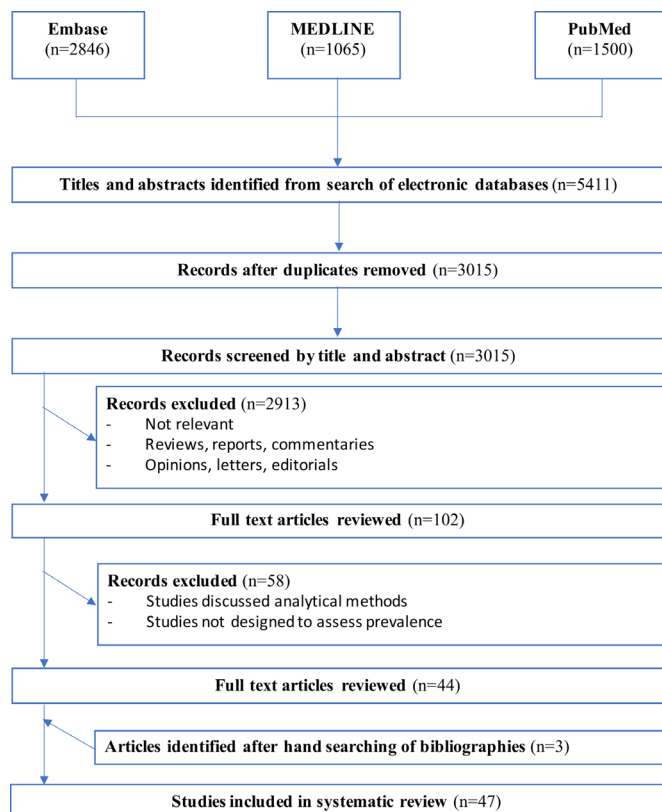 Embase
(n=2846)
MEDLINE
(n=1065)
PubMed
(n=1500)
Titles and abstracts identified from search of electronic databases (n=5411)
Records after duplicates removed (n=3015)
Records screened by title and abstract (n=3015)
Records excluded (n=2913)
- Not relevant
- Reviews, reports, commentaries
- Opinions, letters, editorials
Full text articles reviewed (n=102)
Records excluded (n=58)
- Studies discussed analytical methods
- Studies not designed to assess prevalence
Full text articles reviewed (n=44)
Articles identified after hand searching of bibliographies (n=3)
Studies included in systematic review (n=47)